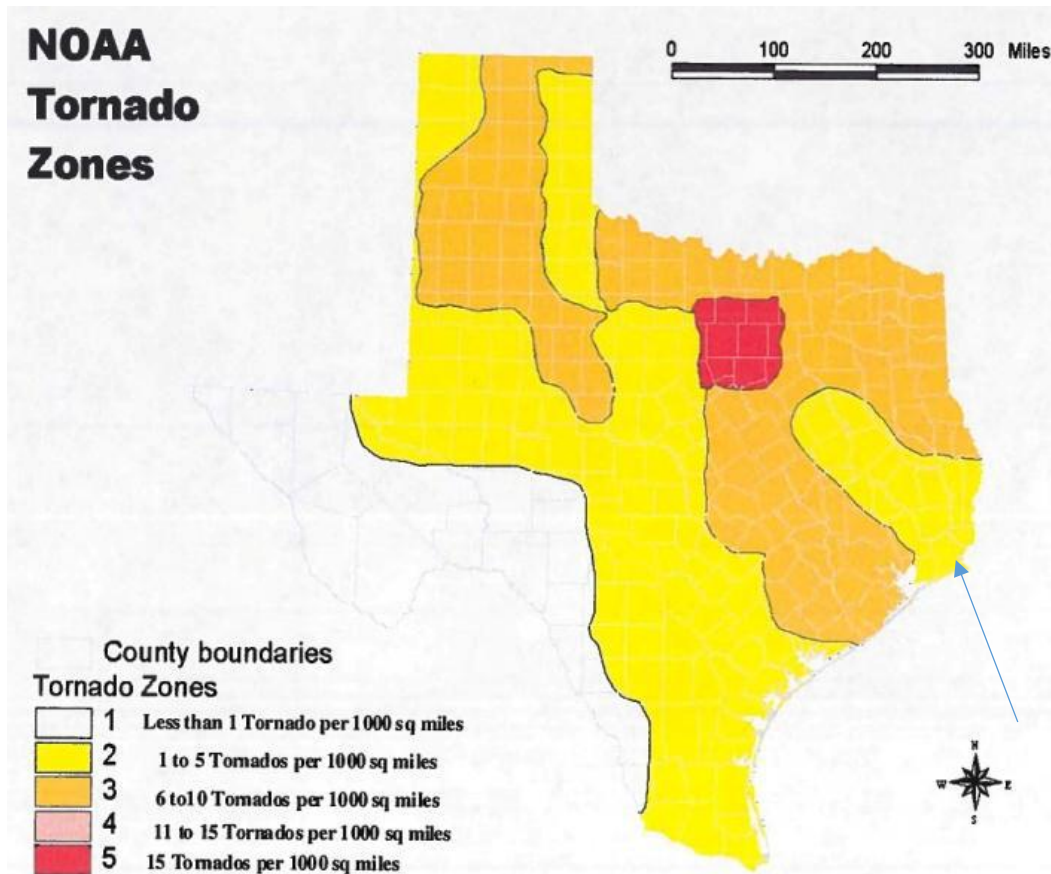 NOAA
Tornado
Zones
0 100 200 300 Miles
County boundaries
Tornado Zones
1 Less than 1 Tornado per 1000 sq miles
2 1 to 5 Tornados per 1000 sq miles
3 6 to10 Tornados per 1000 sq miles
4 11 to 15 Tornados per 1000 sq miles
5 15 Tornados per 1000 sq miles
N
W E
S